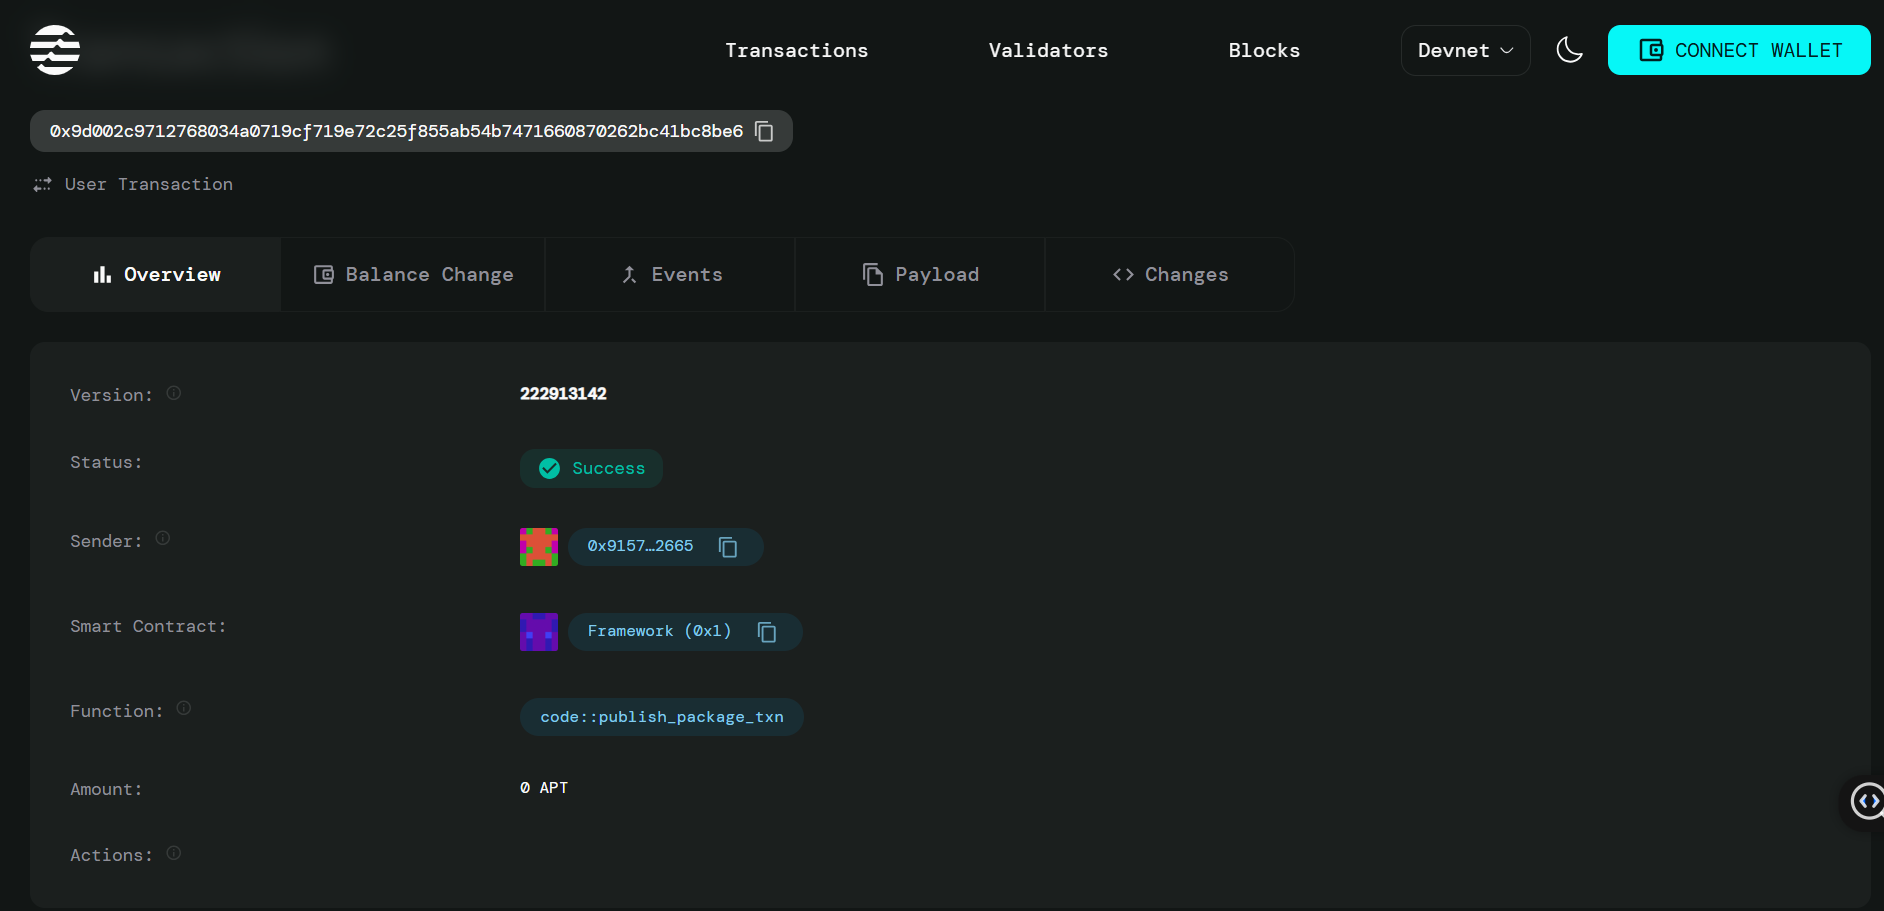 Transactions
Validators
Blocks
Devnet
CONNECT WALLET
0x9d002c9712768034a0719cf719e72c25f855ab54b7471660870262bc41bc8be6
User Transaction
Overview
Balance Change
Events
Payload
Changes
Version: 222913142
Status: Success
Sender: 0x9157…2665
Smart Contract: Framework (0x1)
Function: code::publish_package_txn
Amount: 0 APT
Actions: